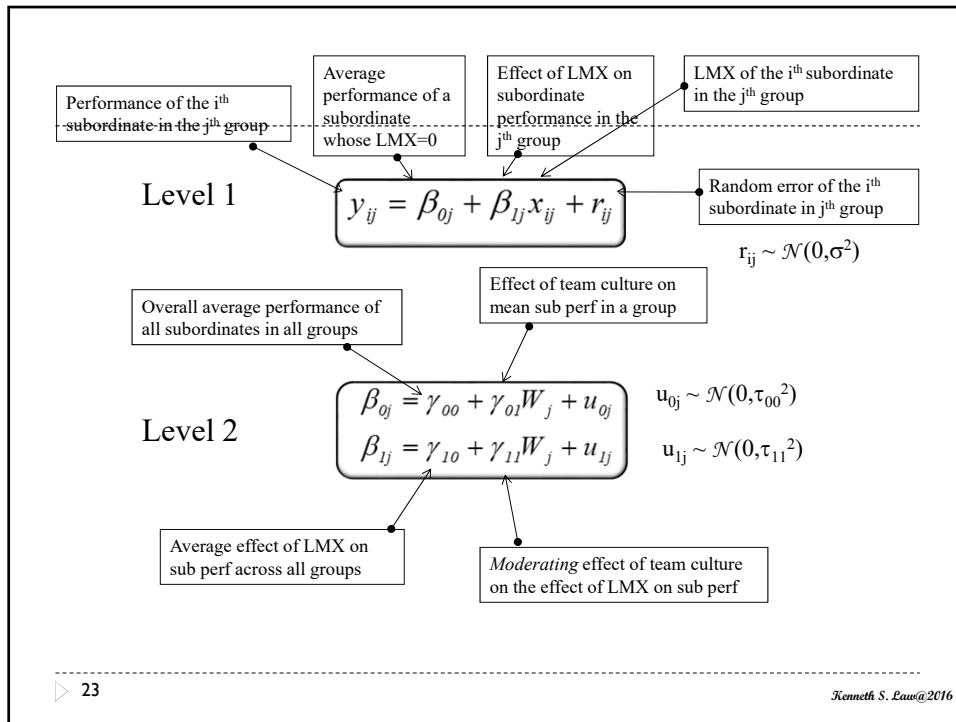 Performance of the iᵗʰ
subordinate in the jᵗʰ group
Average
performance of a
subordinate
whose LMX=0
Effect of LMX on
subordinate
performance in the
jᵗʰ group
LMX of the iᵗʰ subordinate
in the jᵗʰ group
Level 1
y_ij = β_0j + β_1j x_ij + r_ij
Random error of the iᵗʰ
subordinate in jᵗʰ group
r_ij ~ 𝒩(0,σ²)
Overall average performance of
all subordinates in all groups
Effect of team culture on
mean sub perf in a group
Level 2
β_0j = γ_00 + γ_01 W_j + u_0j
β_1j = γ_10 + γ_11 W_j + u_1j
u_0j ~ 𝒩(0,τ_00²)
u_1j ~ 𝒩(0,τ_11²)
Average effect of LMX on
sub perf across all groups
Moderating effect of team culture
on the effect of LMX on sub perf
23
Kenneth S. Law@2016